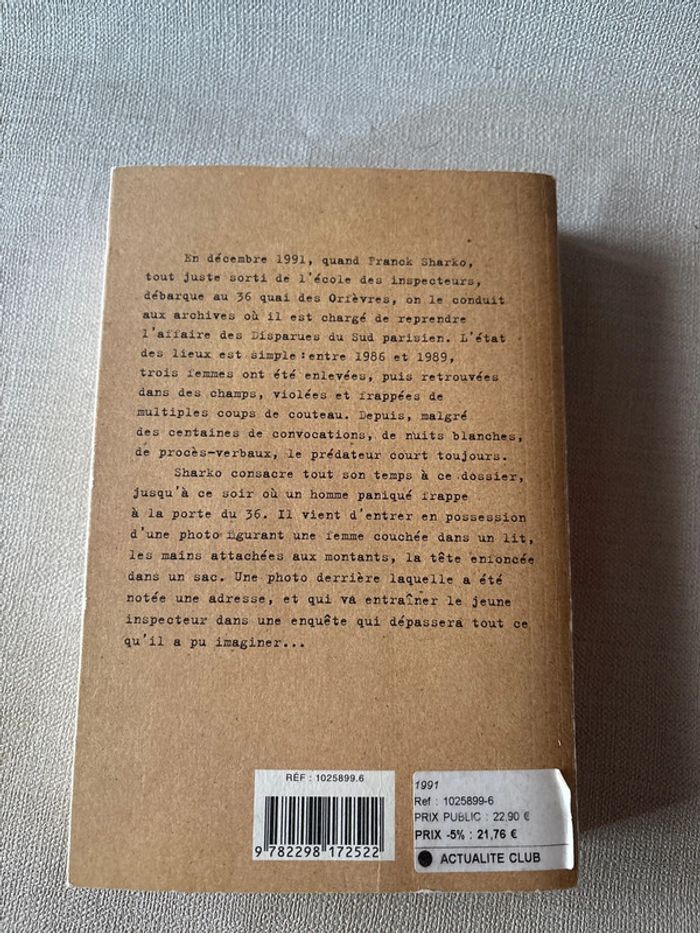 En décembre 1991, quand Franck Sharko,
tout juste sorti de l'école des inspecteurs,
débarque au 36 quai des Orfèvres, on le conduit
aux archives où il est chargé de reprendre
l'affaire des Disparues du Sud parisien. L'état
des lieux est simple : entre 1986 et 1989,
trois femmes ont été enlevées, puis retrouvées
dans des champs, violées et frappées de
multiples coups de couteau. Depuis, malgré
des centaines de convocations, de nuits blanches,
de procès-verbaux, le prédateur court toujours.
Sharko consacre tout son temps à ce dossier,
jusqu'à ce soir où un homme paniqué frappe
à la porte du 36. Il vient d'entrer en possession
d'une photo figurant une femme couchée dans un lit,
les mains attachées aux montants, la tête enfoncée
dans un sac. Une photo derrière laquelle a été
notée une adresse, et qui va entraîner le jeune
inspecteur dans une enquête qui dépassera tout ce
qu'il a pu imaginer...
RÉF : 1025899.6
9 782298 172522
1991
Ref : 1025899-6
PRIX PUBLIC : 22,90 €
PRIX -5% : 21,76 €
ACTUALITE CLUB